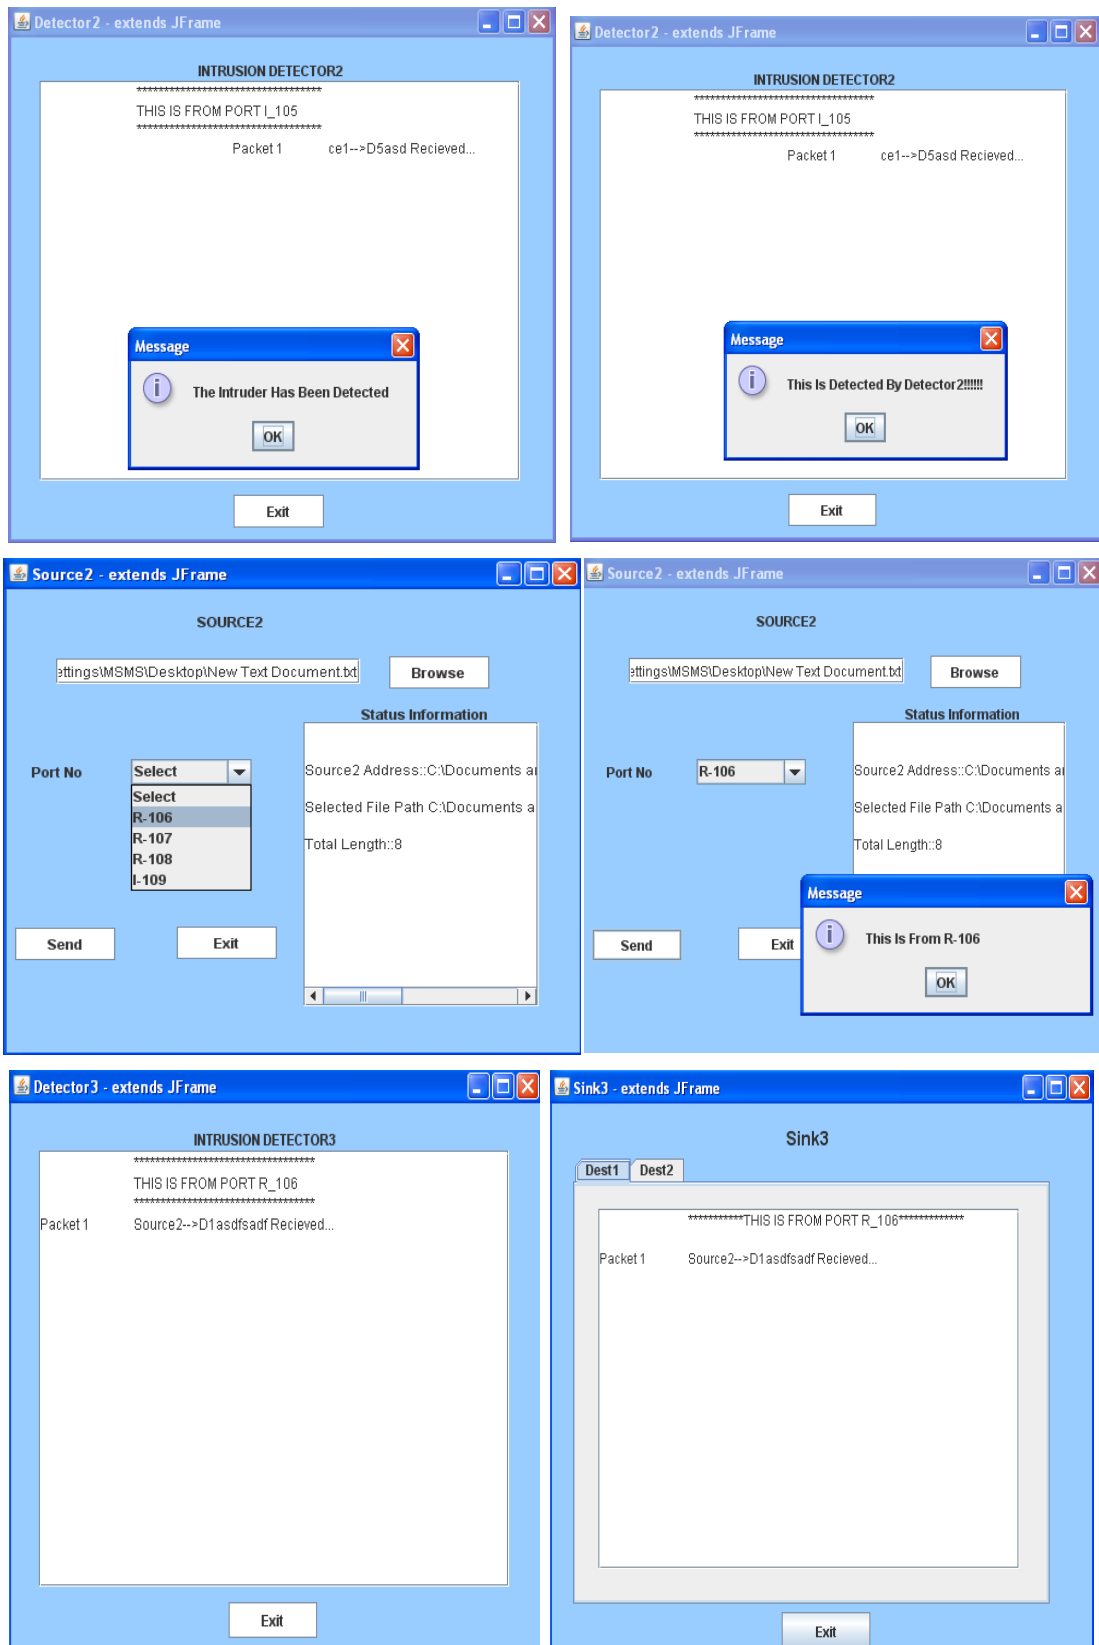 Detector2 - extends JFrame
INTRUSION DETECTOR2
**********************************
THIS IS FROM PORT I_105
**********************************
Packet 1 ce1-->D5asd Recieved...
Message
The Intruder Has Been Detected
OK
Exit
Detector2 - extends JFrame
INTRUSION DETECTOR2
**********************************
THIS IS FROM PORT I_105
**********************************
Packet 1 ce1-->D5asd Recieved...
Message
This Is Detected By Detector2!!!!!!
OK
Exit
Source2 - extends JFrame
SOURCE2
ettings\MSMS\Desktop\New Text Document.txt Browse
Status Information
Port No Select
Select
R-106
R-107
R-108
I-109
Source2 Address::C:\Documents a
Selected File Path C:\Documents a
Total Length::8
Send Exit
Source2 - extends JFrame
SOURCE2
ettings\MSMS\Desktop\New Text Document.txt Browse
Status Information
Port No R-106
Source2 Address::C:\Documents a
Selected File Path C:\Documents a
Total Length::8
Message
This Is From R-106
OK
Send Exit
Detector3 - extends JFrame
INTRUSION DETECTOR3
**********************************
THIS IS FROM PORT R_106
**********************************
Packet 1 Source2-->D1asdfsadf Recieved...
Exit
Sink3 - extends JFrame
Sink3
Dest1 Dest2
***********THIS IS FROM PORT R_106*************
Packet 1 Source2-->D1asdfsadf Recieved...
Exit